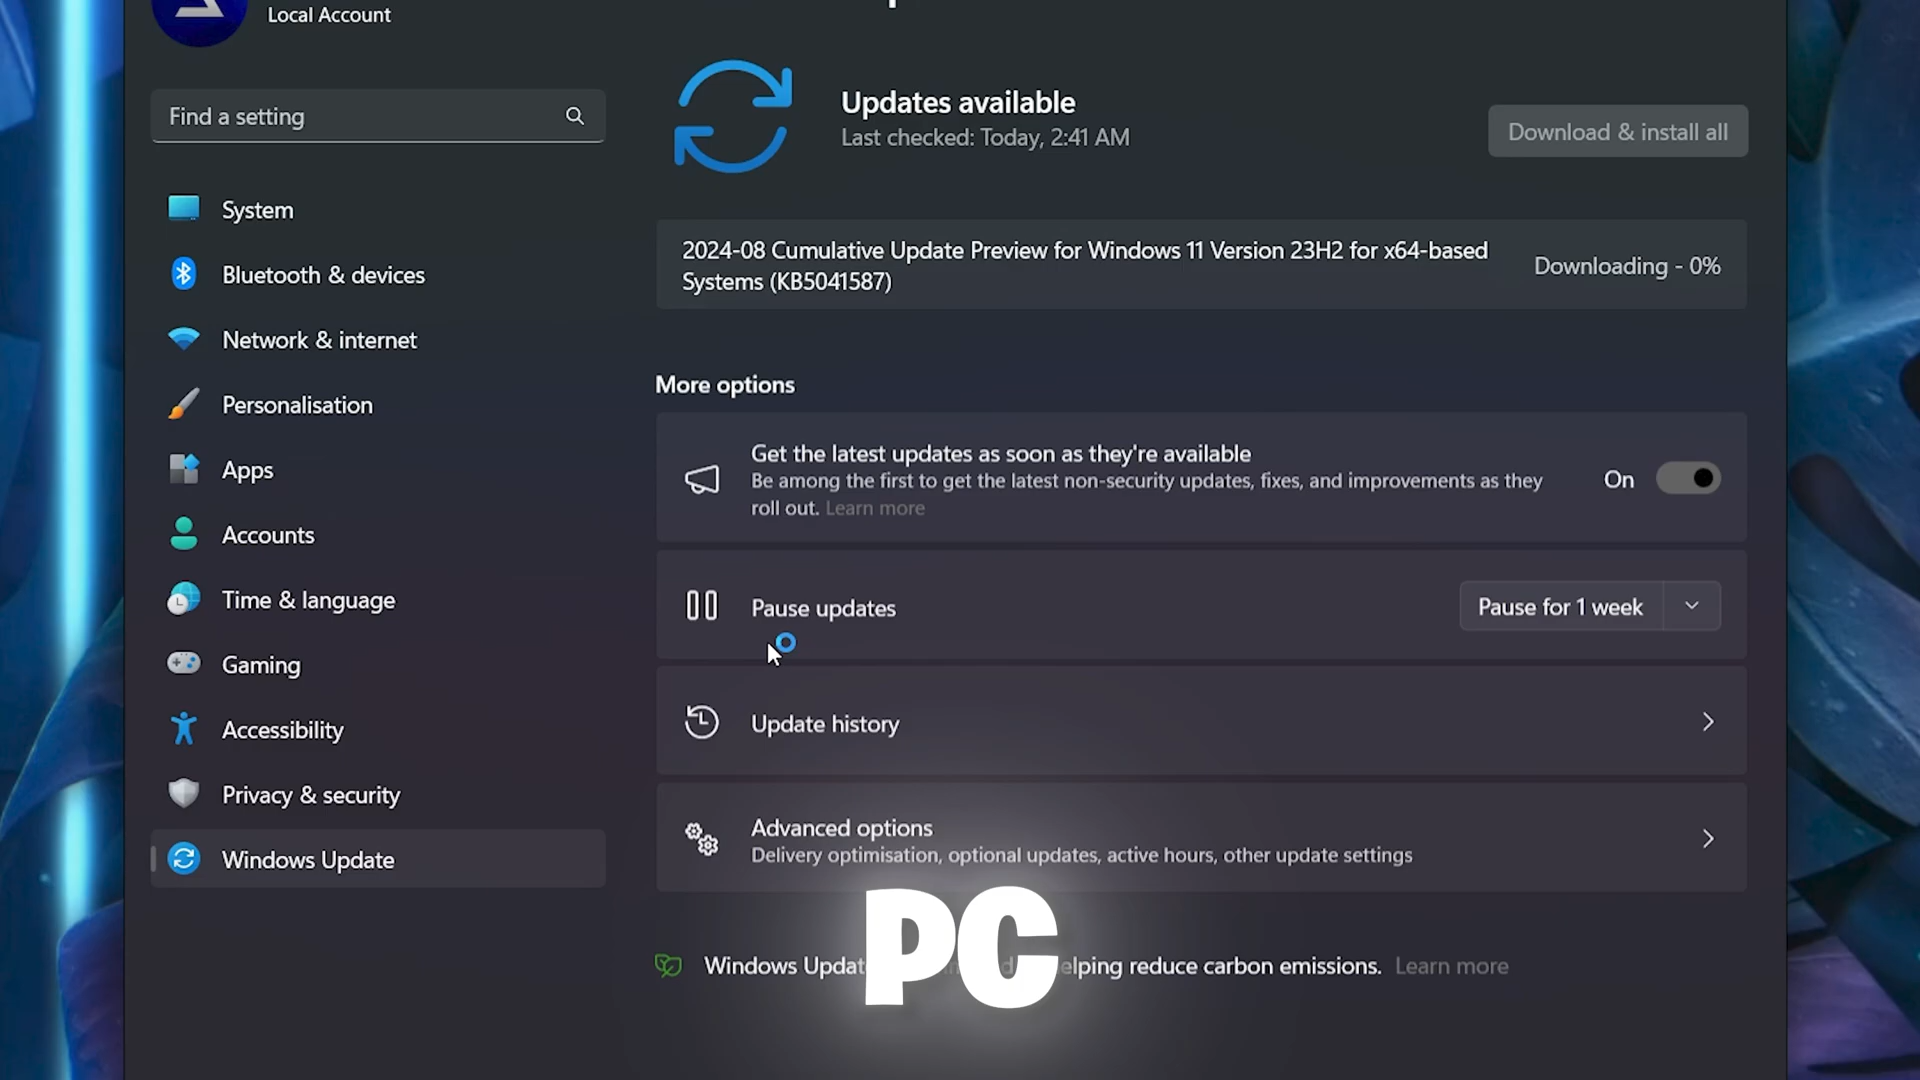 Local Account
Find a setting
System
Bluetooth & devices
Network & internet
Personalisation
Apps
Accounts
Time & language
Gaming
Accessibility
Privacy & security
Windows Update
Updates available
Last checked: Today, 2:41 AM
Download & install all
2024-08 Cumulative Update Preview for Windows 11 Version 23H2 for x64-based
Systems (KB5041587)
Downloading - 0%
More options
Get the latest updates as soon as they're available
Be among the first to get the latest non-security updates, fixes, and improvements as they
roll out. Learn more
On
Pause updates
Pause for 1 week
Update history
Advanced options
Delivery optimisation, optional updates, active hours, other update settings
PC
Windows reduce carbon emissions. Learn more